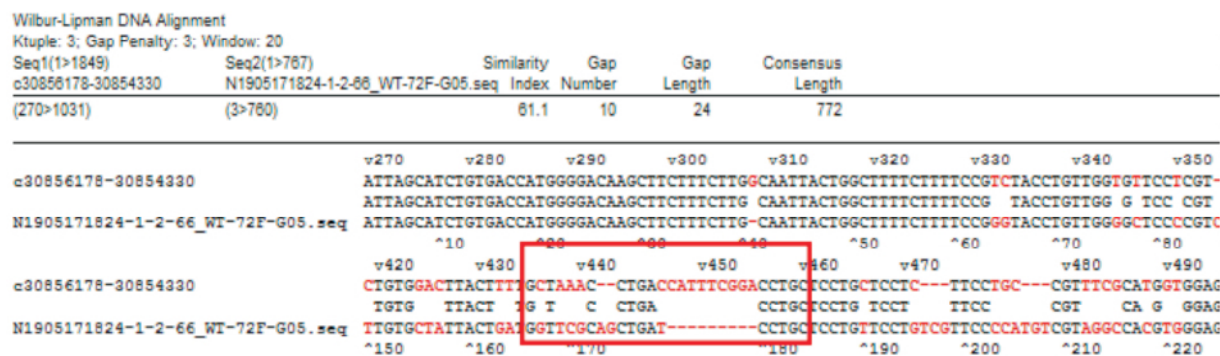 Wilbur-Lipman DNA Alignment
Ktuple: 3; Gap Penalty: 3; Window: 20
Seq1(1>1849) Seq2(1>767) Similarity Gap Gap Consensus
c30856178-30854330 N1905171824-1-2-66_WT-72F-G05.seq Index Number Length Length
(270>1031) (3>760) 61.1 10 24 772
v270 v280 v290 v300 v310 v320 v330 v340 v350
c30856178-30854330 ATTAGCATCTGTGACCATGGGGACAAGCTTCTTTCTTGGCAATTACTGGCTTTTCTTTTCCGTCTACCTGTTGGTGTTCCTCGT-
ATTAGCATCTGTGACCATGGGGACAAGCTTCTTTCTTG CAATTACTGGCTTTTCTTTTCCG TACCTGTTGG G TCC CGT
N1905171824-1-2-66_WT-72F-G05.seq ATTAGCATCTGTGACCATGGGGACAAGCTTCTTTCTTG-CAATTACTGGCTTTTCTTTTCCGGGTACCTGTTGGGGCTCCCCGTC
^10 ^20 ^30 ^40 ^50 ^60 ^70 ^80
v420 v430 v440 v450 v460 v470 v480 v490
c30856178-30854330 CTGTGGACTTACTTTTGCTAAAC--CTGACCATTTCGGACCTGCTCCTGCTCCTC---TTCCTGC---CGTTTCGCATGGTGGAG
TGTG TTACT TG T C CTGA CCTGCTCCTG TCCT TTCC CGT CA G GGAG
N1905171824-1-2-66_WT-72F-G05.seq TTGTGCTATTACTGATGGTTCGCAGCTGAT---------CCTGCTCCTGTTCCTGTCGTTCCCCATGTCGTAGGCCACGTGGGAG
^150 ^160 ^170 ^180 ^190 ^200 ^210 ^220